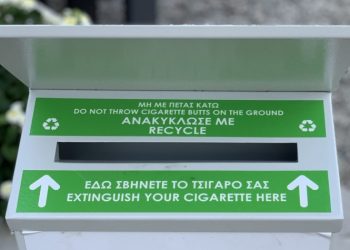 ΜΗ ΜΕ ΠΕΤΑΣ ΚΑΤΩ
DO NOT THROW CIGARETTE BUTTS ON THE GROUND
ΑΝΑΚΥΚΛΩΣΕ ΜΕ
RECYCLE
ΕΔΩ ΣΒΗΝΕΤΕ ΤΟ ΤΣΙΓΑΡΟ ΣΑΣ
EXTINGUISH YOUR CIGARETTE HERE